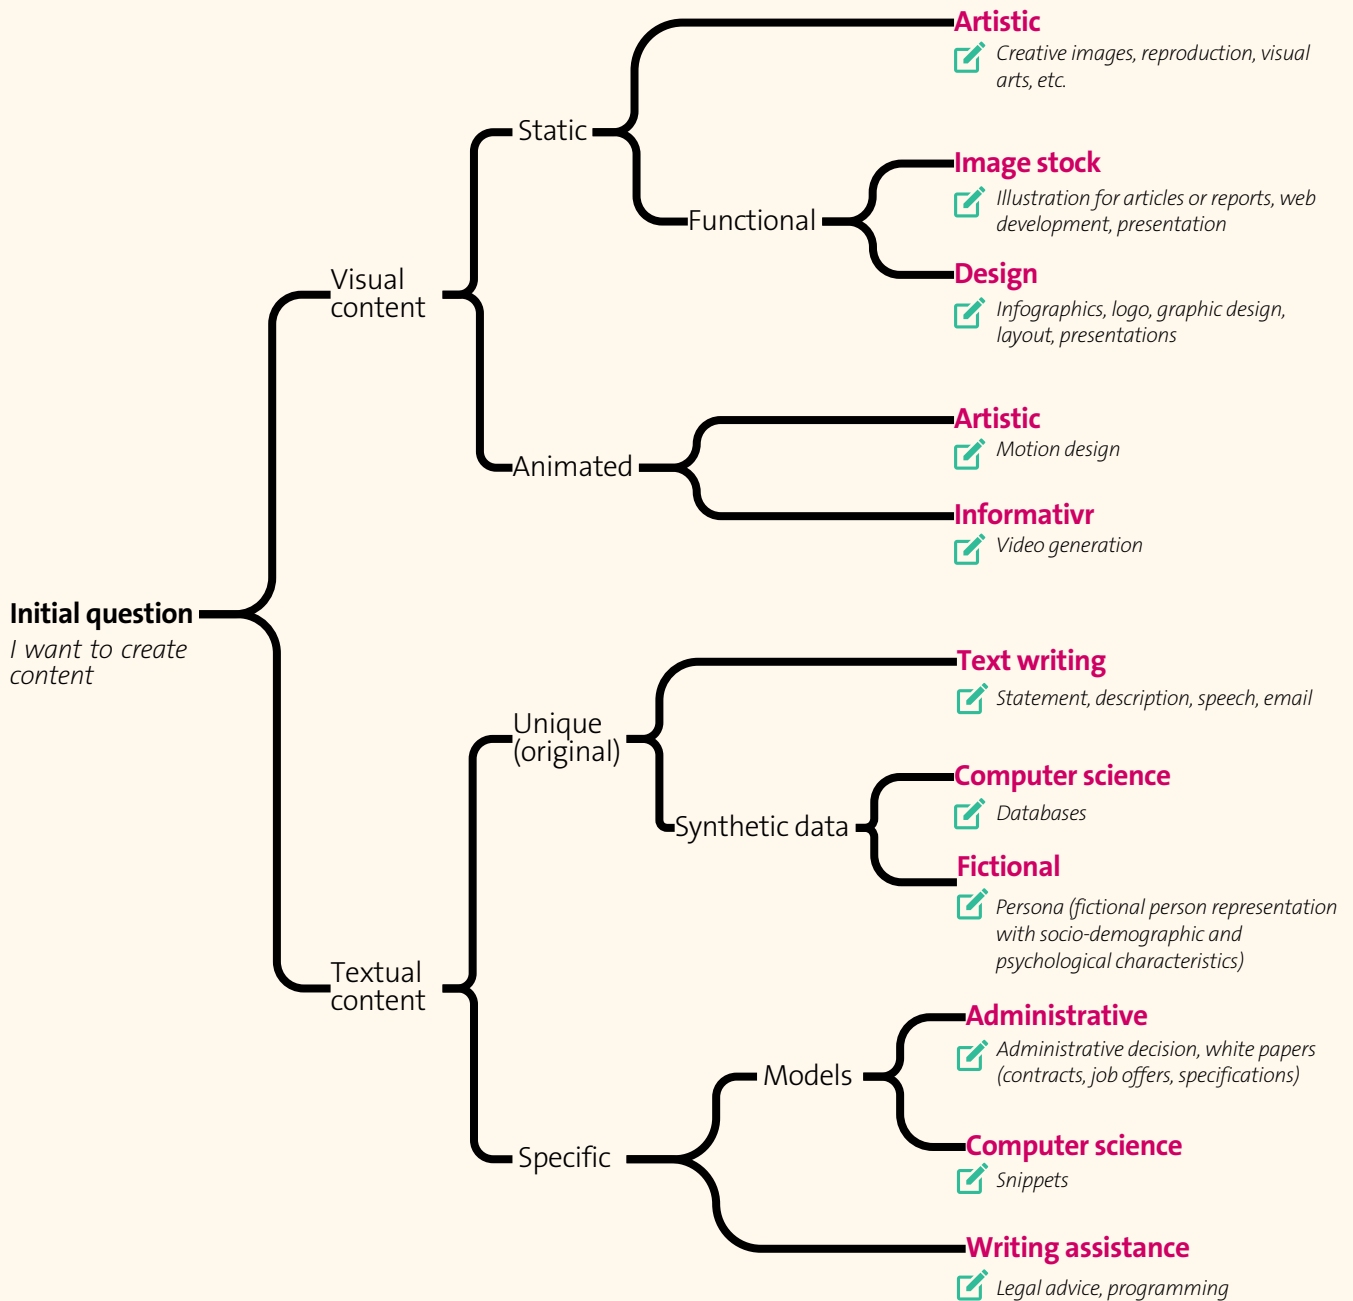 Artistic
Creative images, reproduction, visual
arts, etc.
Static
Image stock
Illustration for articles or reports, web
development, presentation
Functional
Design
Infographics, logo, graphic design,
layout, presentations
Visual
content
Artistic
Motion design
Animated
Informativr
Video generation
Initial question
I want to create
content
Text writing
Statement, description, speech, email
Unique
(original)
Computer science
Databases
Synthetic data
Fictional
Persona (fictional person representation
with socio-demographic and
psychological characteristics)
Textual
content
Administrative
Administrative decision, white papers
(contracts, job offers, specifications)
Models
Computer science
Snippets
Specific
Writing assistance
Legal advice, programming